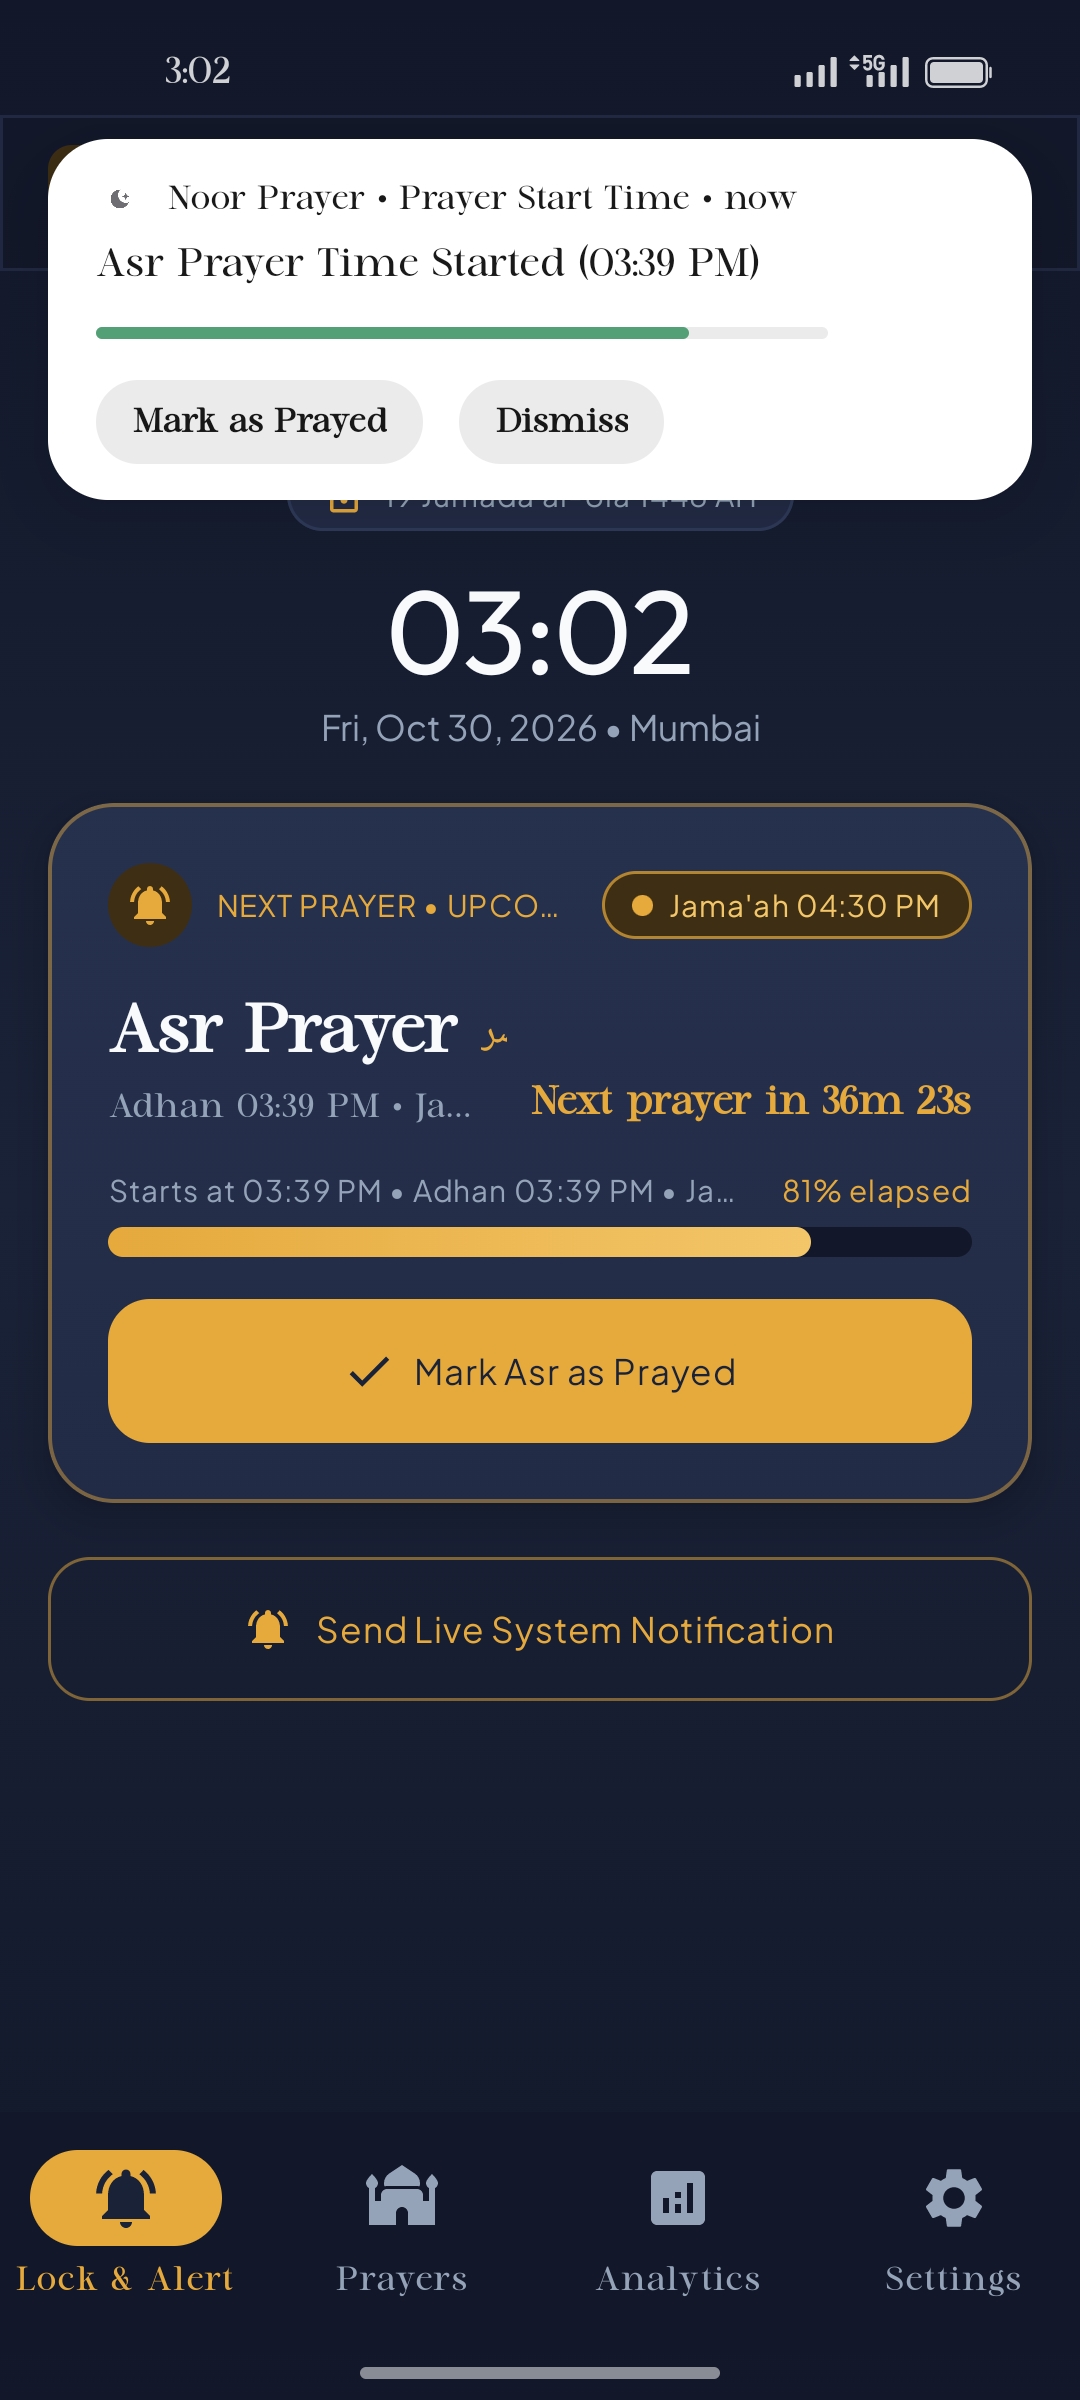 3:02
5G
Noor Prayer • Prayer Start Time • now
Asr Prayer Time Started (03:39 PM)
Mark as Prayed
Dismiss
03:02
Fri, Oct 30, 2026 • Mumbai
NEXT PRAYER • UPCO...
Jama'ah 04:30 PM
Asr Prayer
Adhan 03:39 PM • Ja...
Next prayer in 36m 23s
Starts at 03:39 PM • Adhan 03:39 PM • Ja...
81% elapsed
Mark Asr as Prayed
Send Live System Notification
Lock & Alert
Prayers
Analytics
Settings